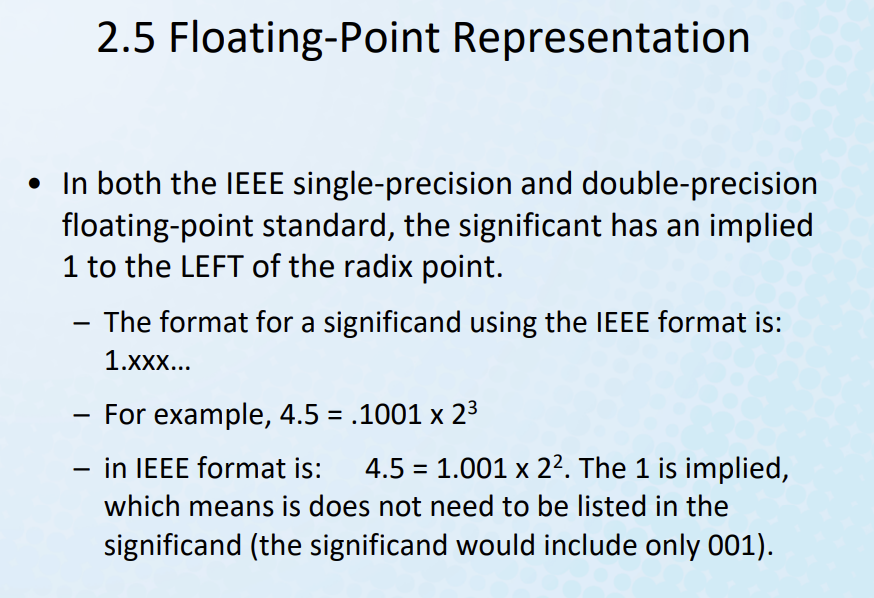 2.5 Floating-Point Representation
• In both the IEEE single-precision and double-precision
floating-point standard, the significant has an implied
1 to the LEFT of the radix point.
– The format for a significand using the IEEE format is:
1.xxx...
– For example, 4.5 = .1001 x 2³
– in IEEE format is: 4.5 = 1.001 x 2². The 1 is implied,
which means is does not need to be listed in the
significand (the significand would include only 001).